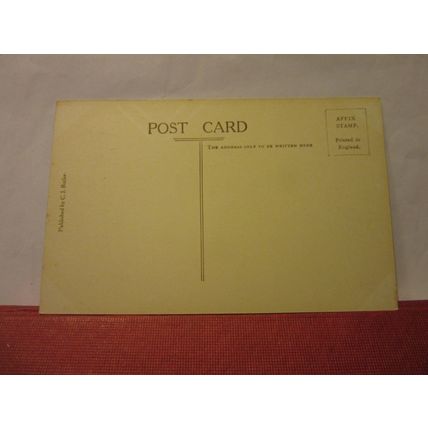 POST CARD
THE ADDRESS ONLY TO BE WRITTEN HERE
AFFIX
STAMP.
Printed in
England.
Published by C. J. Butler